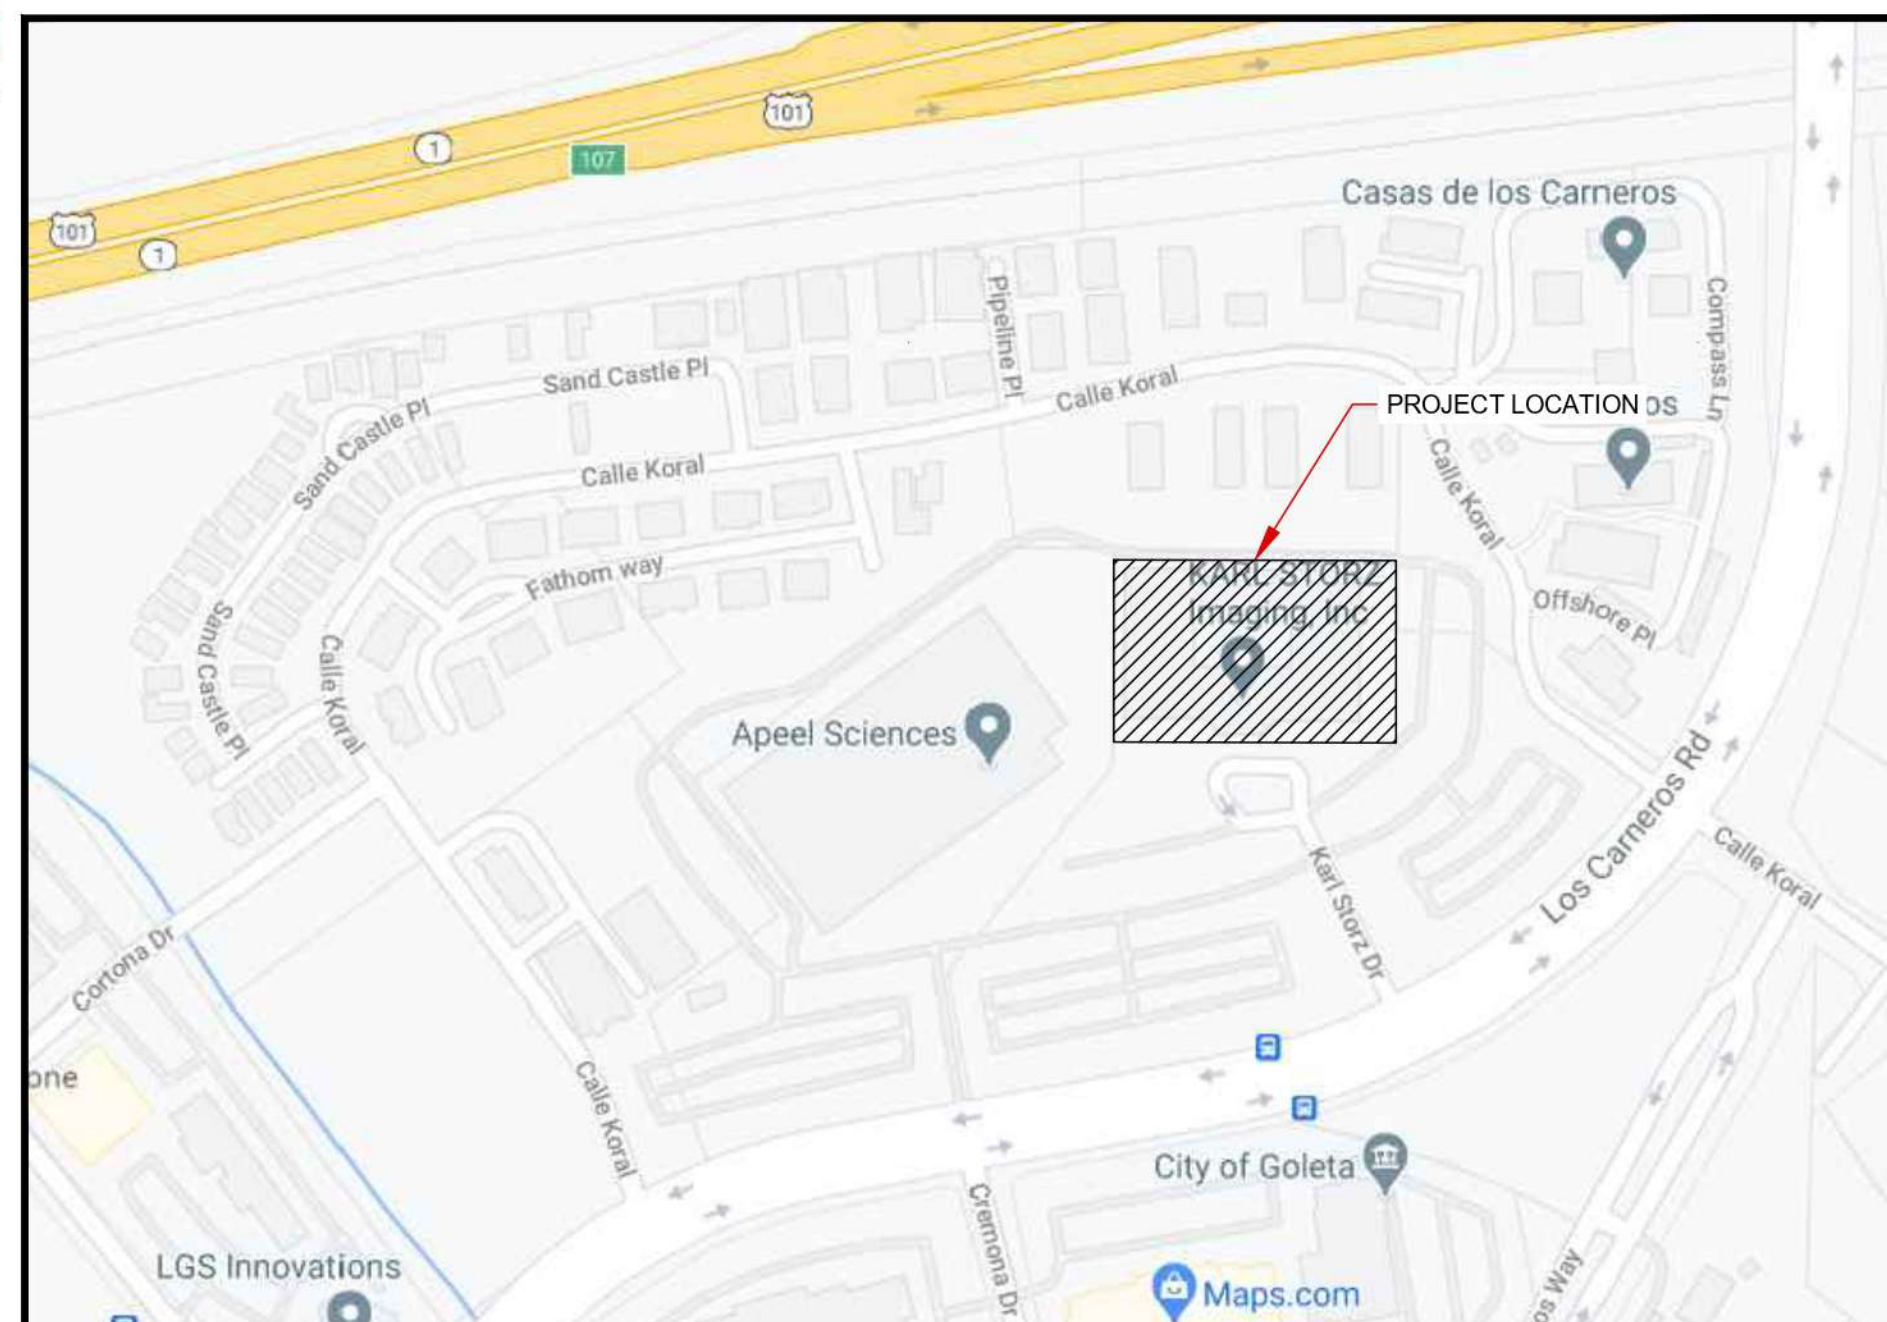 101
1
107
101
1
Casas de los Carneros
Pipeline Pl
Compass Ln
Sand Castle Pl
Calle Koral
PROJECT LOCATION
os
Sand Castle Pl
Calle Koral
Calle Koral
Fathom way
KARL STORZ
Imaging, Inc
Offshore Pl
Sand Castle Pl
Calle Koral
Apeel Sciences
Los Carneros Rd
Calle Koral
Karl Storz Dr
Cortona Dr
one
Calle Koral
City of Goleta
Cremona Dr
LGS Innovations
Maps.com
os Way